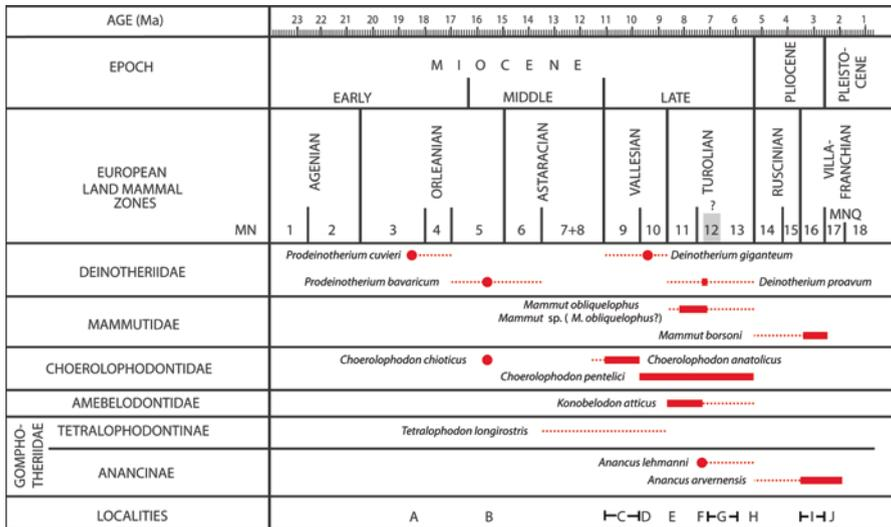 AGE (Ma)
23 22 21 20 19 18 17 16 15 14 13 12 11 10 9 8 7 6 5 4 3 2 1
EPOCH
MIOCENE
EARLY
MIDDLE
LATE
PLIOCENE
PLEISTO-
CENE
EUROPEAN
LAND MAMMAL
ZONES
AGENIAN
ORLEANIAN
ASTARACIAN
VALLESIAN
TUROLIAN
?
RUSCINIAN
VILLA-
FRANCHIAN
MNQ
MN 1 2 3 4 5 6 7+8 9 10 11 12 13 14 15 16 17 18
DEINOTHERIIDAE
Prodeinotherium cuvieri
Deinotherium giganteum
Prodeinotherium bavaricum
Deinotherium proavum
MAMMUTIDAE
Mammut obliquelophus
Mammut sp. ( M. obliquelophus?)
Mammut borsoni
CHOEROLOPHODONTIDAE
Choerolophodon chioticus
Choerolophodon anatolicus
Choerolophodon pentelici
AMEBELODONTIDAE
Konobelodon atticus
GOMPHO-
THERIIDAE
TETRALOPHODONTINAE
Tetralophodon longirostris
ANANCINAE
Anancus lehmanni
Anancus arvernensis
LOCALITIES A B C D E F G H I J